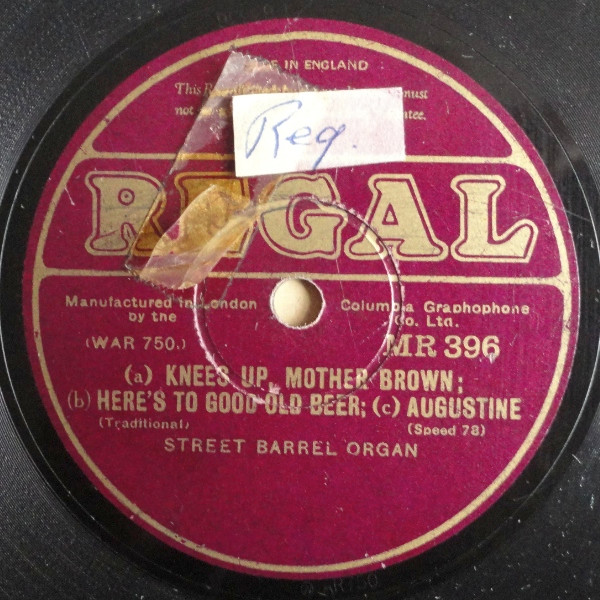 IN ENGLAND
This must
not
Reg.
REGAL
Manufactured in London Columbia Graphophone
by the Co. Ltd.
(WAR 750.) MR 396
(a) KNEES UP, MOTHER BROWN;
(b) HERE'S TO GOOD OLD BEER; (c) AUGUSTINE
(Traditional) (Speed 78)
STREET BARREL ORGAN